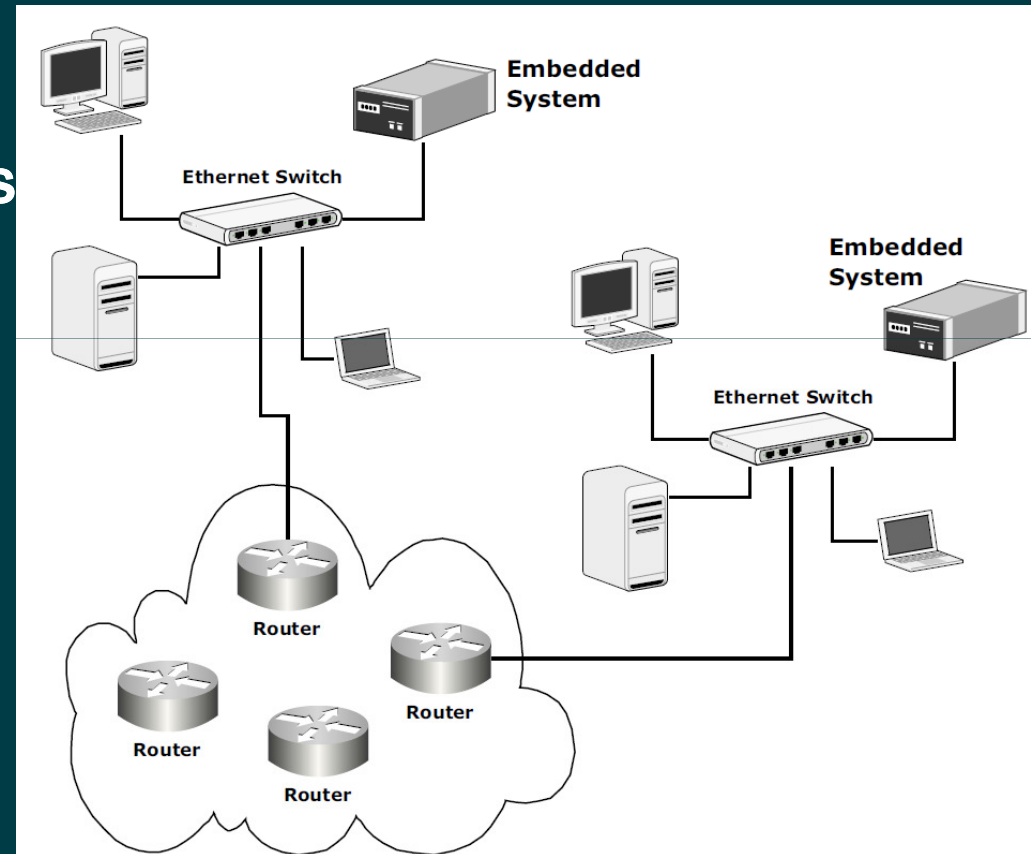 s
Embedded
System
Ethernet Switch
Embedded
System
Ethernet Switch
Router
Router
Router
Router